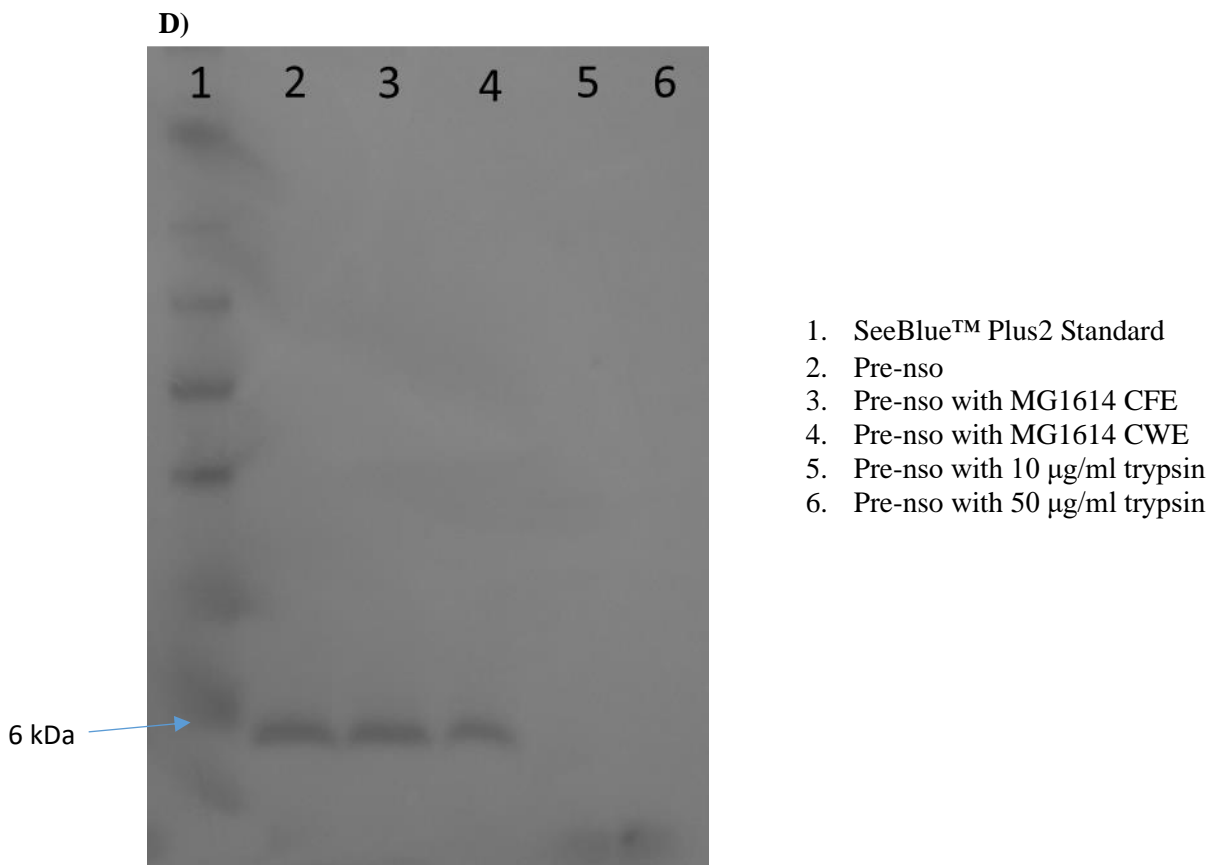 D)
1 2 3 4 5 6
1. SeeBlue™ Plus2 Standard
2. Pre-nso
3. Pre-nso with MG1614 CFE
4. Pre-nso with MG1614 CWE
5. Pre-nso with 10 μg/ml trypsin
6. Pre-nso with 50 μg/ml trypsin
6 kDa